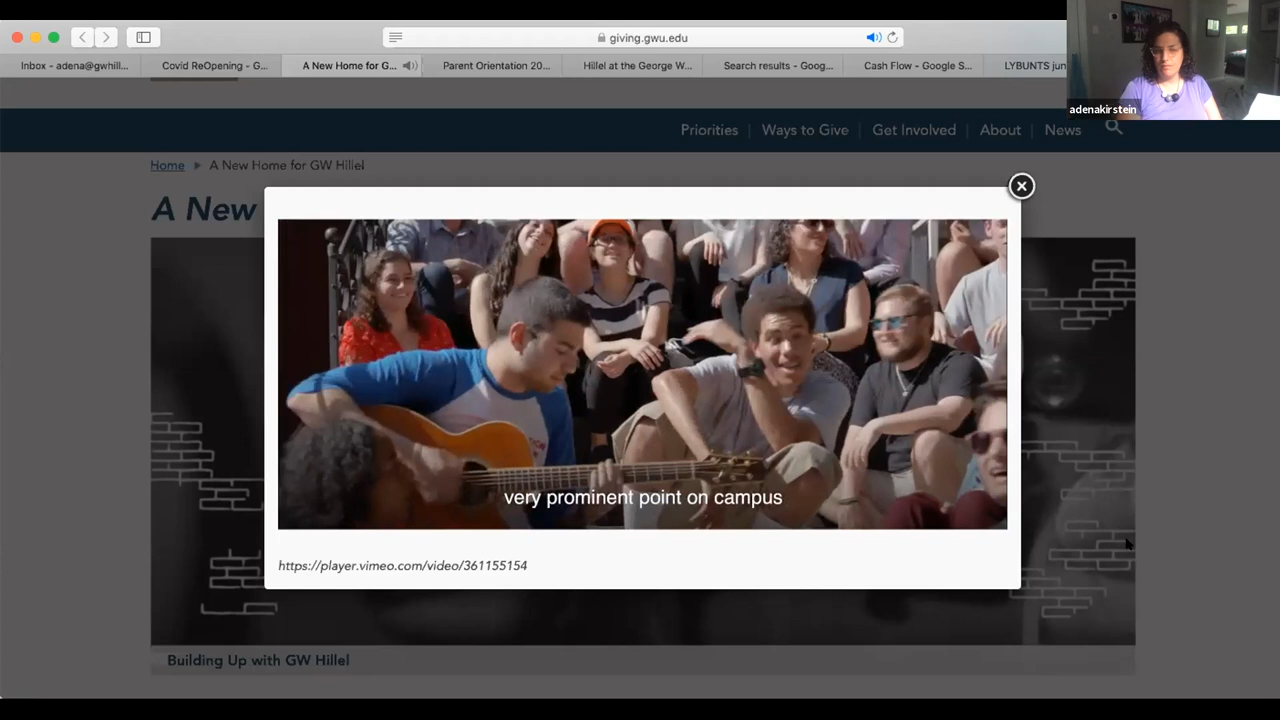 giving.gwu.edu
Inbox – adena@gwhill...
Covid ReOpening - G...
A New Home for G...
Parent Orientation 20...
Hillel at the George W...
Search results - Goog...
Cash Flow - Google S...
LYBUNTS jun
adenakirstein
Priorities
Ways to Give
Get Involved
About
News
Home
A New Home for GW Hillel
A New
very prominent point on campus
https://player.vimeo.com/video/361155154
Building Up with GW Hillel